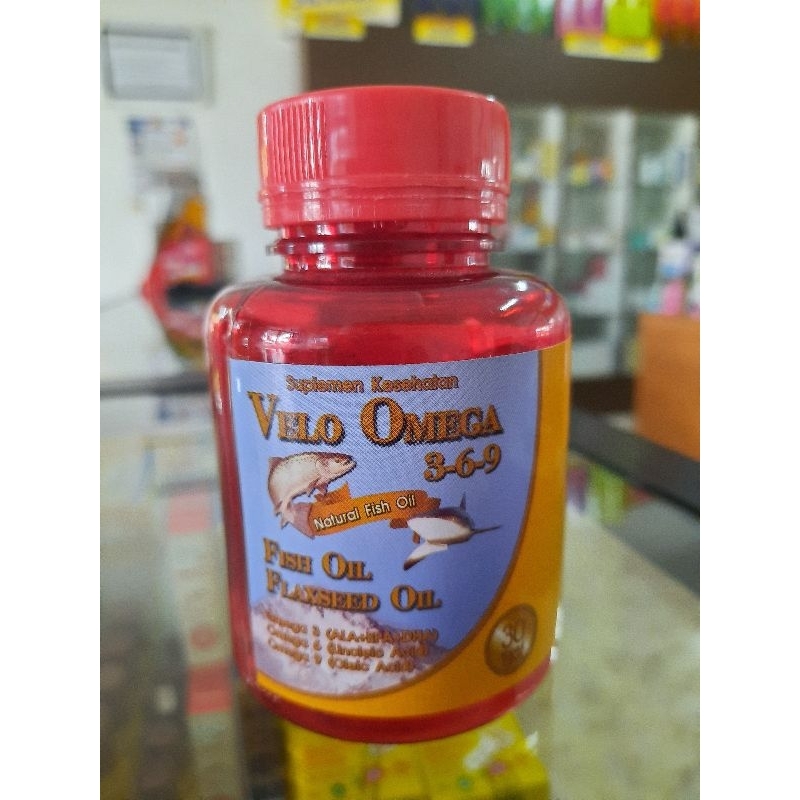 Suplemen Kesehatan
VELO OMEGA
3-6-9
Natural Fish Oil
FISH OIL
FLAXSEED OIL
Omega 3 (ALA+EPA+DHA)
Omega 6 (Linoleic Acid)
Omega 9 (Oleic Acid)
30